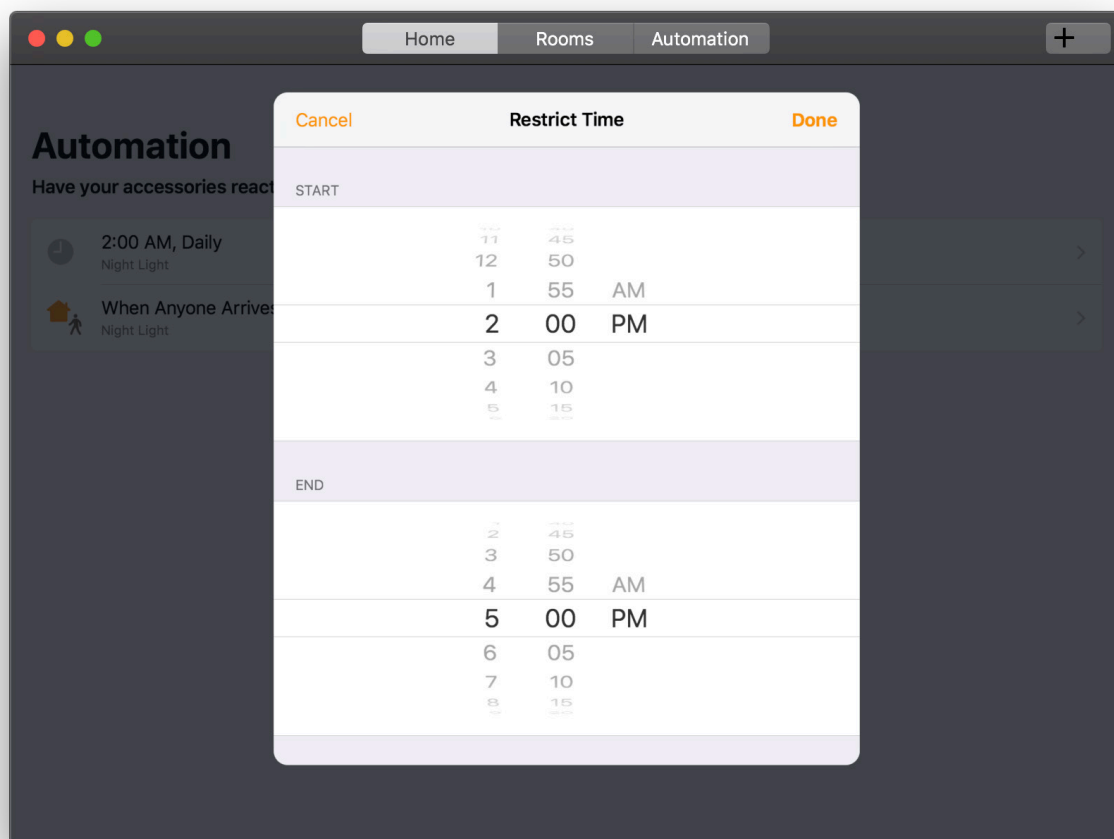 Home Rooms Automation +
Cancel Restrict Time Done
Automation
Have your accessories react
START
2:00 AM, Daily
Night Light
When Anyone Arrives
Night Light
11 45
12 50
1 55 AM
2 00 PM
3 05
4 10
5 15
END
2 45
3 50
4 55 AM
5 00 PM
6 05
7 10
8 15